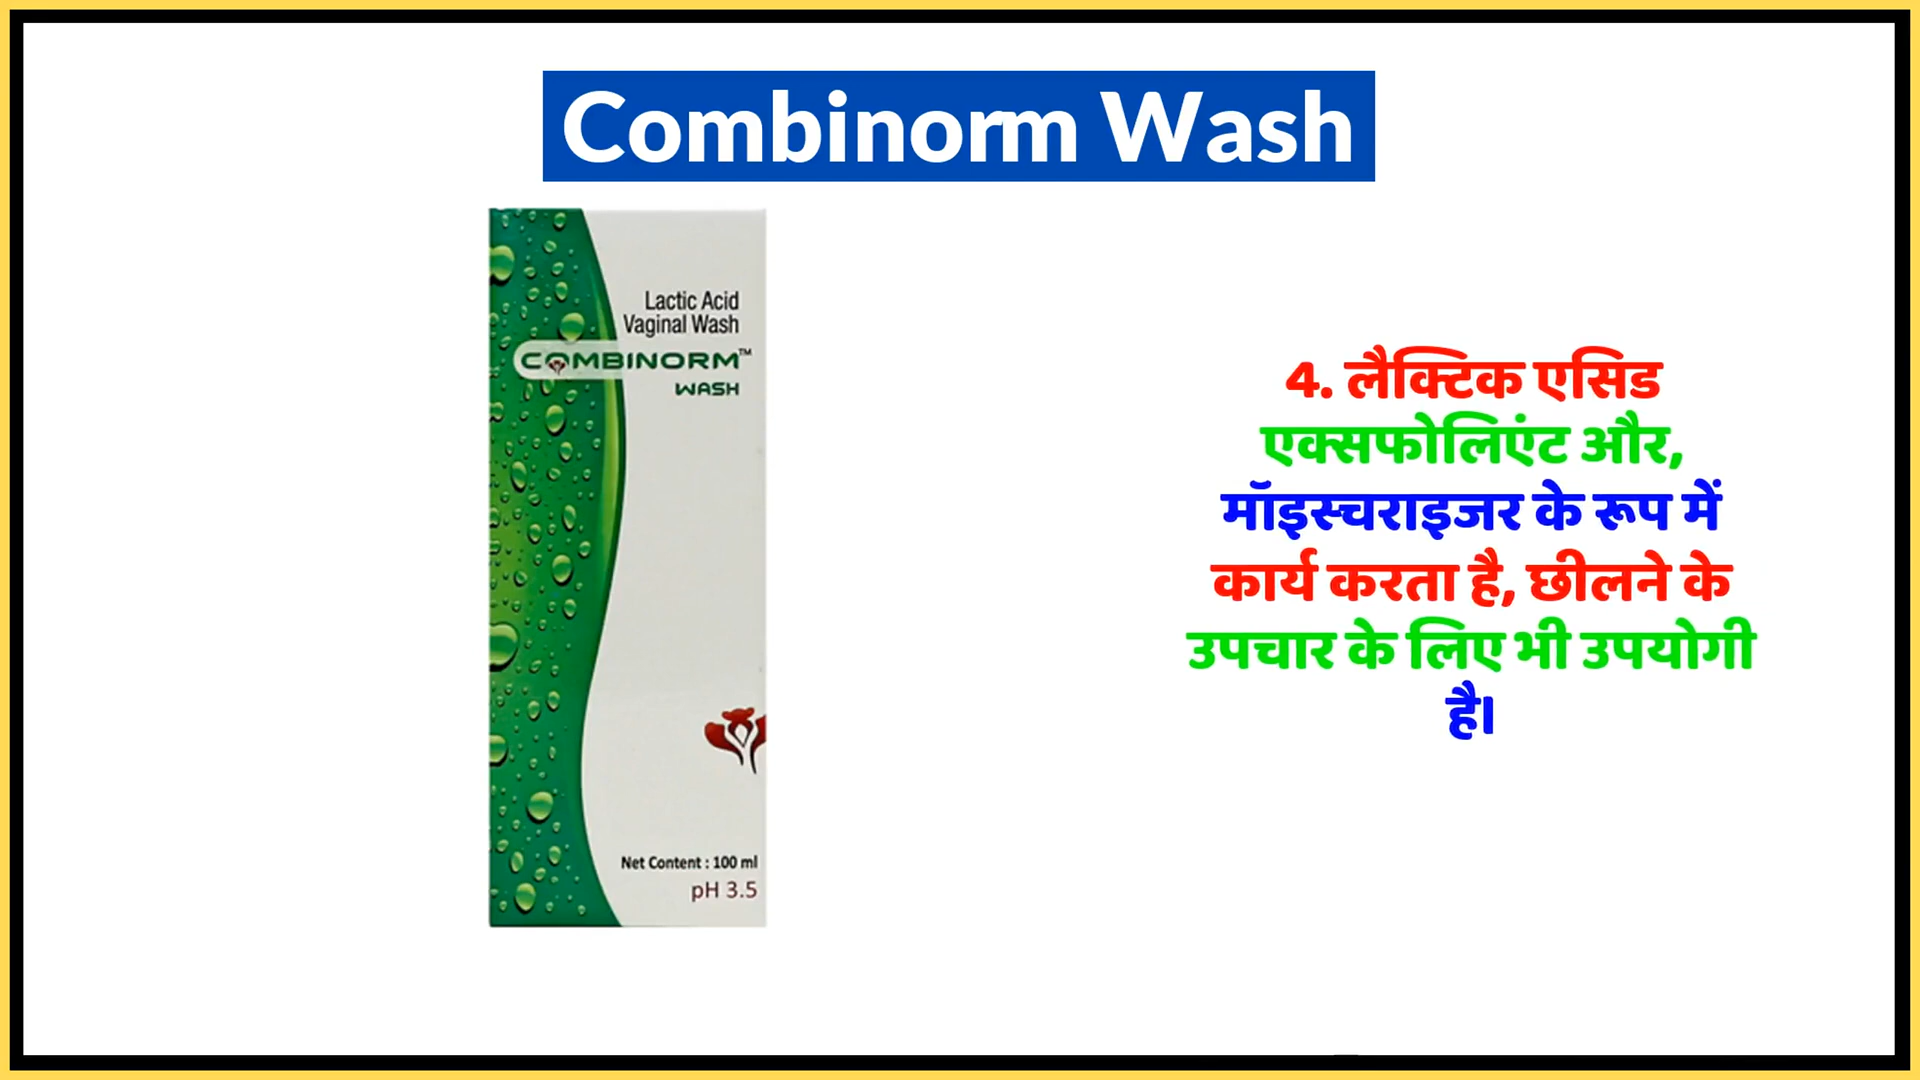 Combinorm Wash
Lactic Acid
Vaginal Wash
COMBINORM™
WASH
Net Content : 100 ml
pH 3.5
4. लैक्टिक एसिड
एक्सफोलिएंट और,
मॉइस्चराइजर के रूप में
कार्य करता है, छीलने के
उपचार के लिए भी उपयोगी
है।